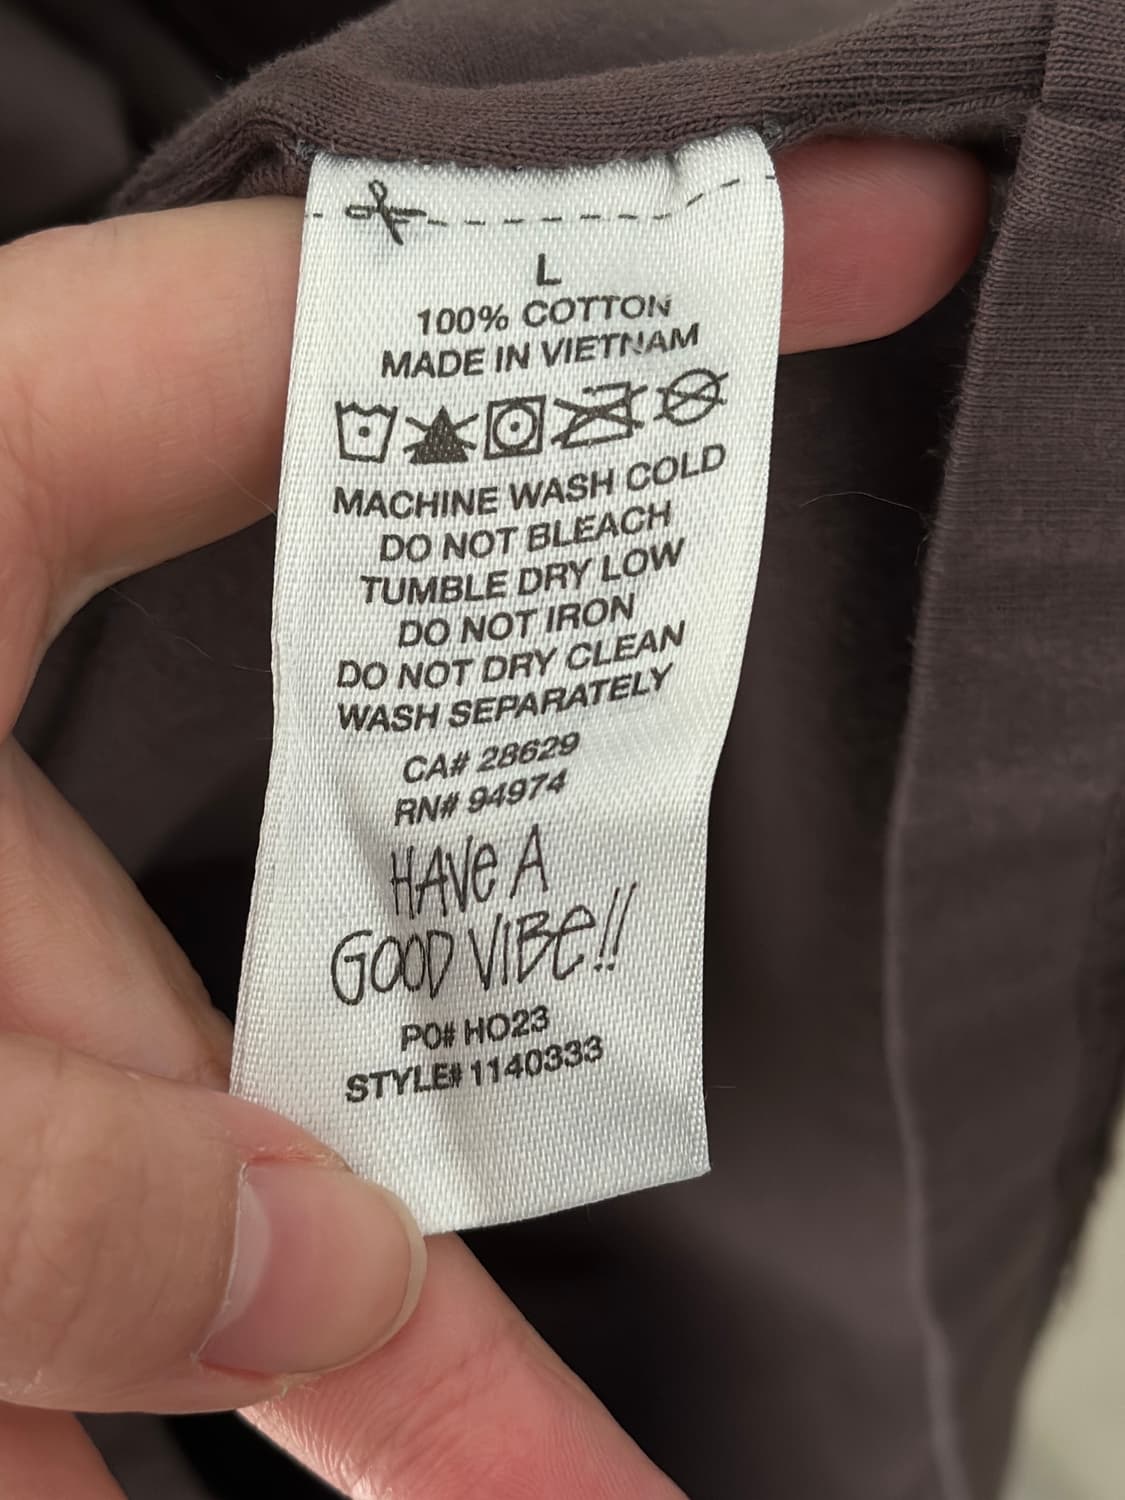 L
100% COTTON
MADE IN VIETNAM
MACHINE WASH COLD
DO NOT BLEACH
TUMBLE DRY LOW
DO NOT IRON
DO NOT DRY CLEAN
WASH SEPARATELY
CA# 28629
RN# 94974
HAVe A
GOOD VIBe!!
PO# HO23
STYLE# 1140333